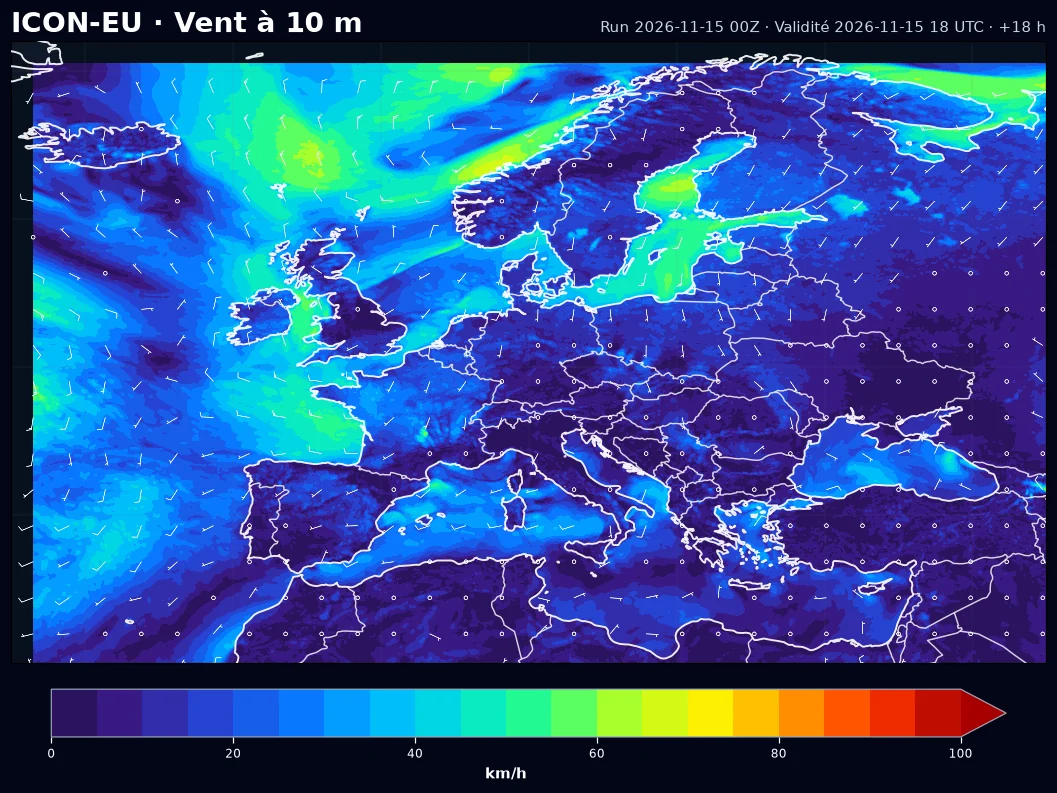 ICON-EU · Vent à 10 m
Run 2026-11-15 00Z · Validité 2026-11-15 18 UTC · +18 h
0 20 40 60 80 100
km/h